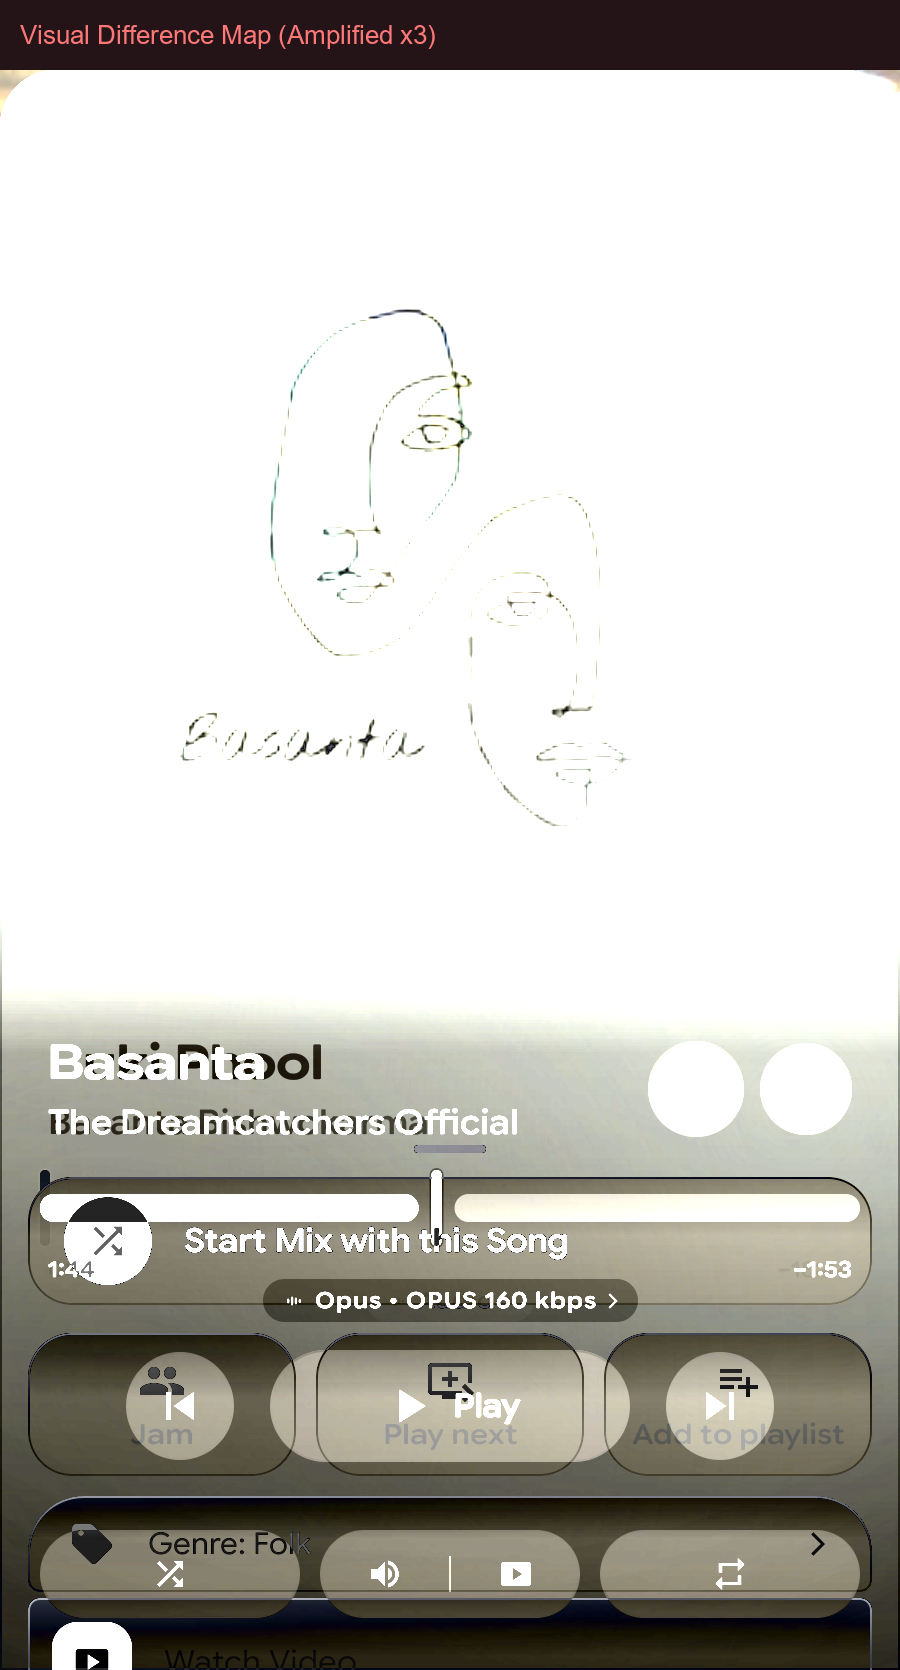 Visual Difference Map (Amplified x3)
Basanta
Basanta
The Dreamcatchers Official
Start Mix with this Song
1:44
-1:53
Opus • OPUS 160 kbps
Play
Jam
Play next
Add to playlist
Genre: Folk
Watch Video